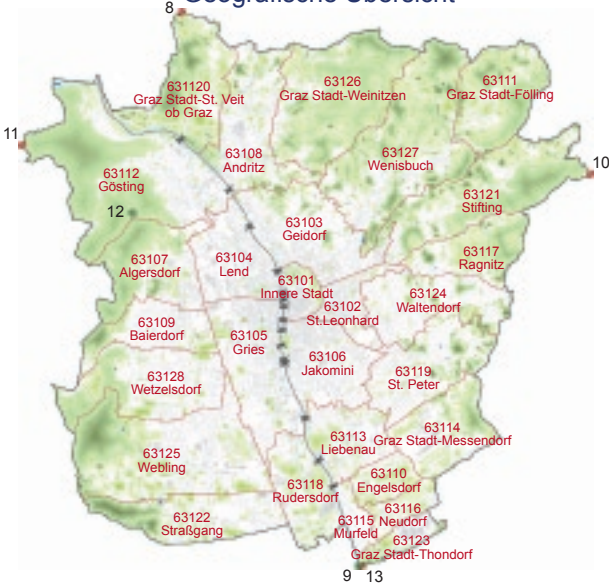 Geografische Übersicht
8
631120
Graz Stadt-St. Veit
ob Graz
63126
Graz Stadt-Weinitzen
63111
Graz Stadt-Fölling
11
63108
Andritz
63127
Wenisbuch
10
63112
Gösting
12
63121
Stifting
63103
Geidorf
63107
Algersdorf
63104
Lend
63117
Ragnitz
63101
Innere Stadt
63102
St.Leonhard
63124
Waltendorf
63109
Baierdorf
63105
Gries
63106
Jakomini
63119
St. Peter
63128
Wetzelsdorf
63113
Liebenau
63114
Graz Stadt-Messendorf
63125
Webling
63110
Engelsdorf
63118
Rudersdorf
63116
Neudorf
63122
Straßgang
63115
Murfeld
63123
Graz Stadt-Thondorf
9 13